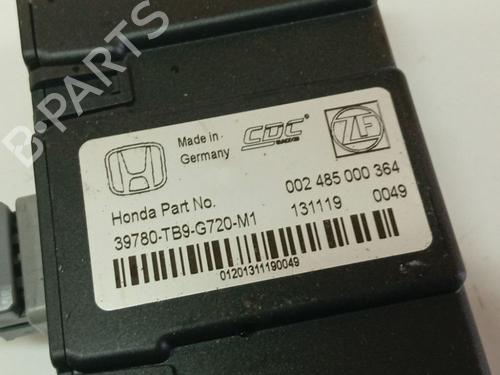 B-PARTS
Made in
Germany
CDC
ZF
Honda Part No.
002 485 000 364
39780-TB9-G720-M1
131119
0049
01201311190049